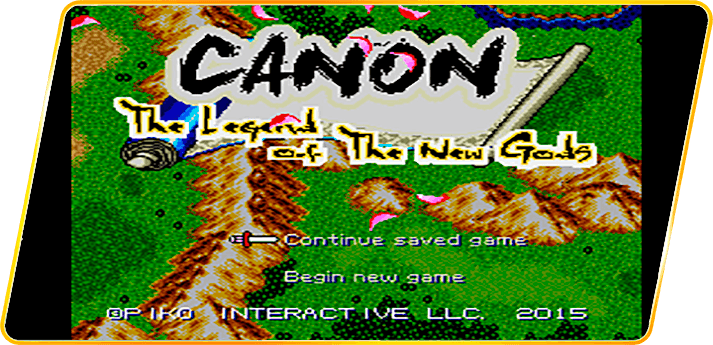 CANON
The Legend
of The New Gods
Continue saved game
Begin new game
©PIKO INTERACTIVE LLC. 2015